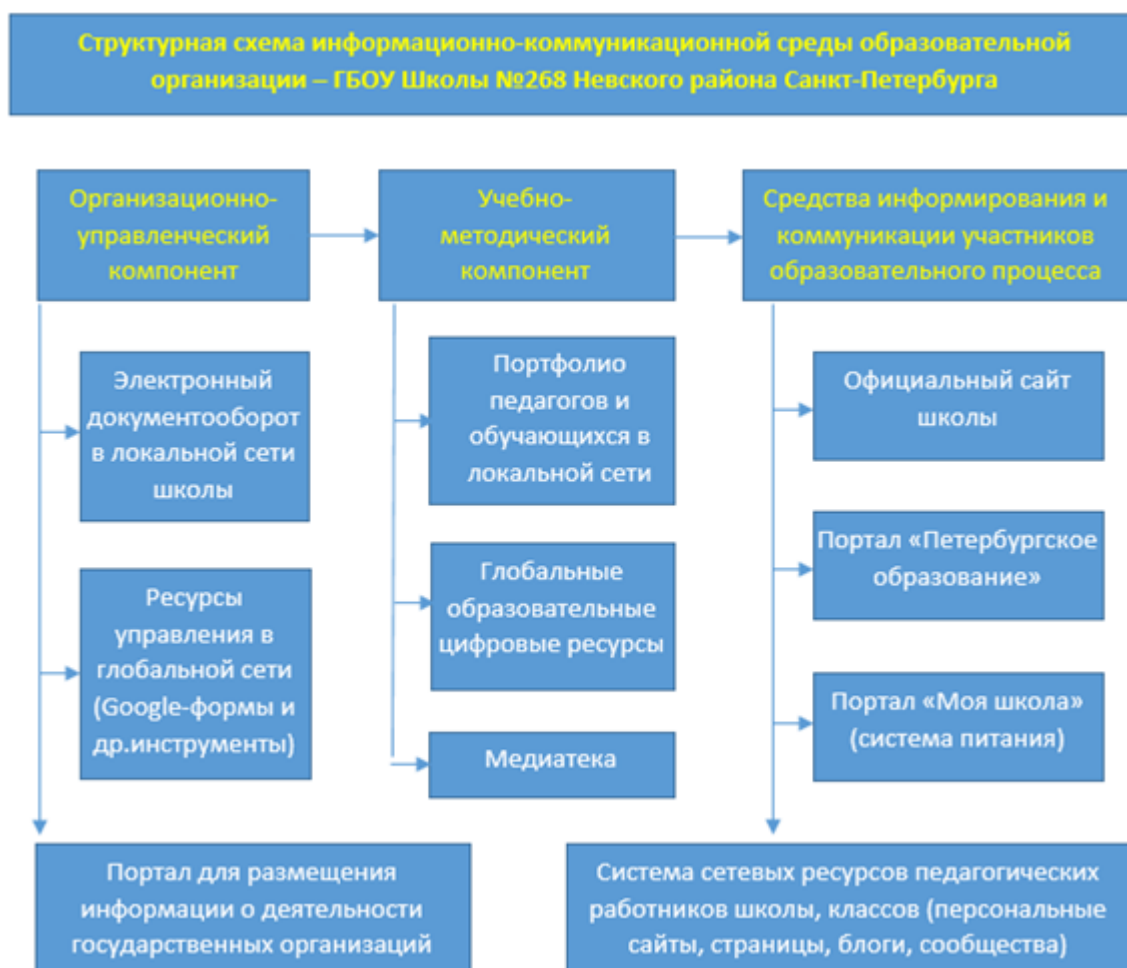 Структурная схема информационно-коммуникационной среды образовательной
организации – ГБОУ Школы №268 Невского района Санкт-Петербурга
Организационно-
управленческий
компонент
Учебно-
методический
компонент
Средства информирования и
коммуникации участников
образовательного процесса
Электронный
документооборот
в локальной сети
школы
Ресурсы
управления в
глобальной сети
(Google-формы и
др.инструменты)
Портфолио
педагогов и
обучающихся в
локальной сети
Глобальные
образовательные
цифровые ресурсы
Медиатека
Официальный сайт
школы
Портал «Петербургское
образование»
Портал «Моя школа»
(система питания)
Портал для размещения
информации о деятельности
государственных организаций
Система сетевых ресурсов педагогических
работников школы, классов (персональные
сайты, страницы, блоги, сообщества)